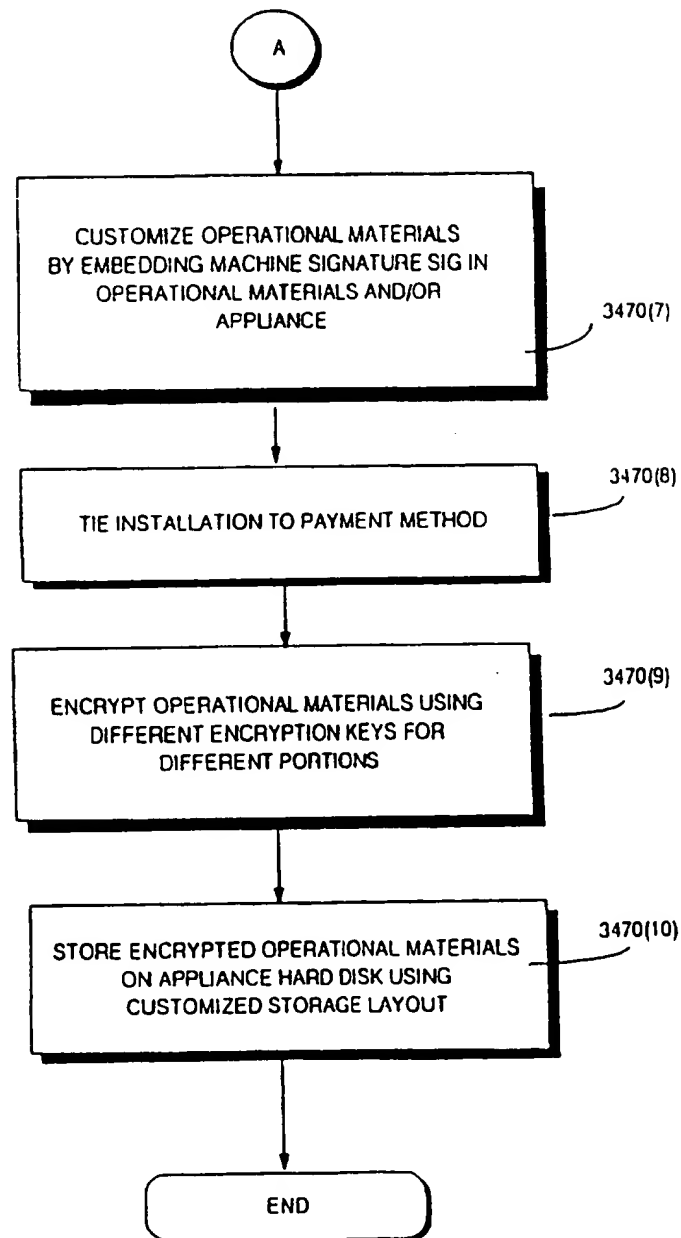 A
CUSTOMIZE OPERATIONAL MATERIALS
BY EMBEDDING MACHINE SIGNATURE SIG IN
OPERATIONAL MATERIALS AND/OR
APPLIANCE
3470(7)
TIE INSTALLATION TO PAYMENT METHOD
3470(8)
ENCRYPT OPERATIONAL MATERIALS USING
DIFFERENT ENCRYPTION KEYS FOR
DIFFERENT PORTIONS
3470(9)
STORE ENCRYPTED OPERATIONAL MATERIALS
ON APPLIANCE HARD DISK USING
CUSTOMIZED STORAGE LAYOUT
3470(10)
END